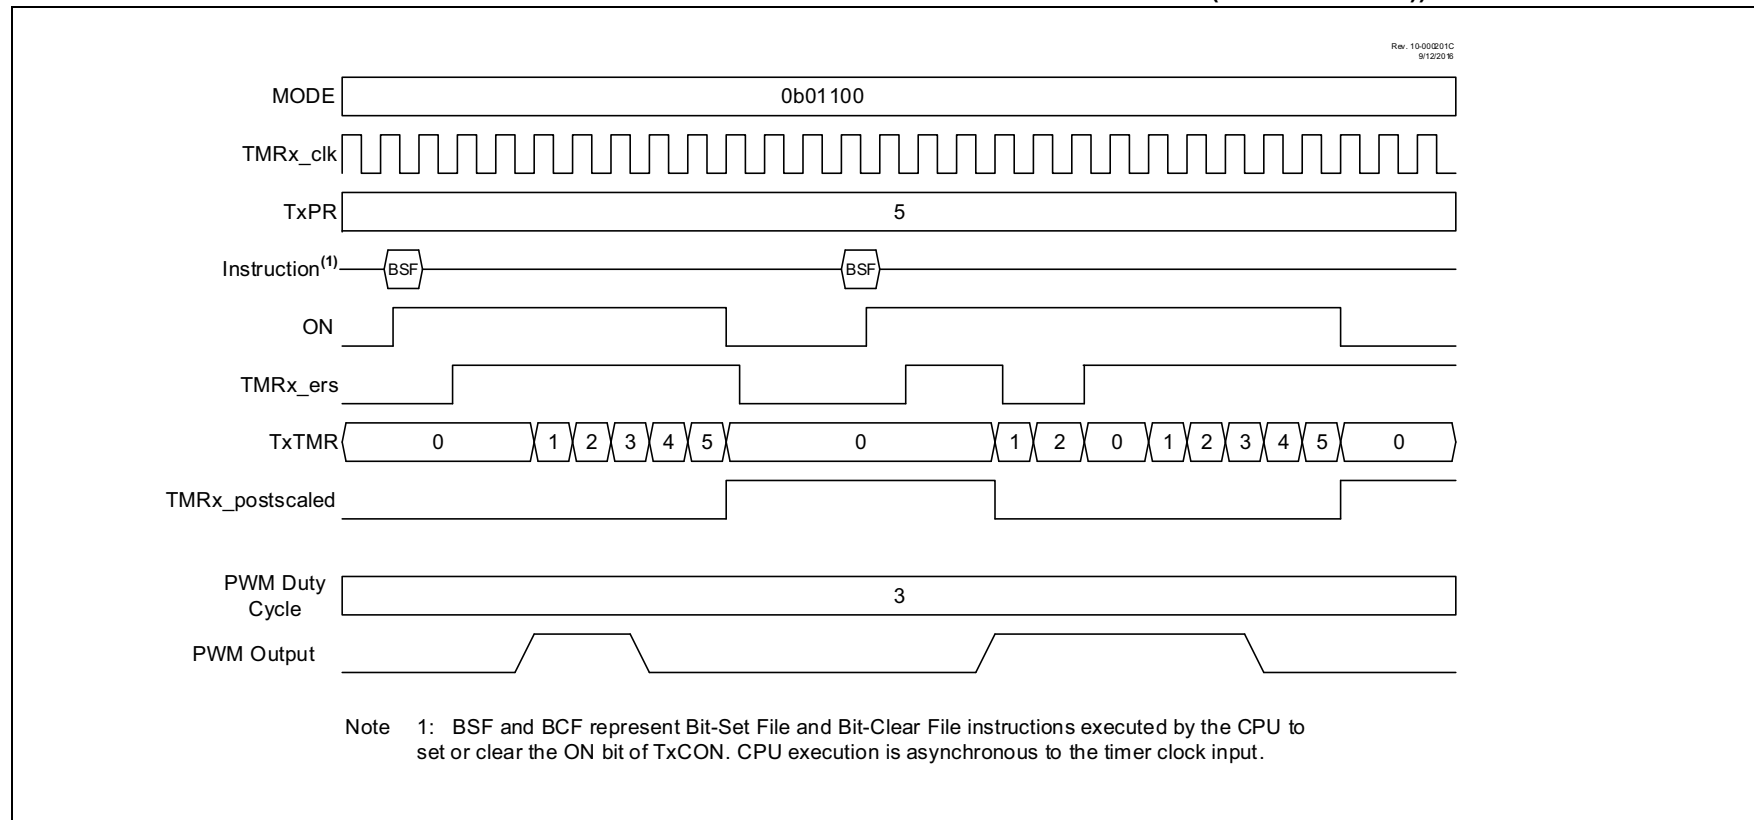 Rev. 10-000201C
9/12/2016
MODE 0b01100
TMRx_clk
TxPR 5
Instruction(1) BSF BSF
ON
TMRx_ers
TxTMR 0 1 2 3 4 5 0 1 2 0 1 2 3 4 5 0
TMRx_postscaled
PWM Duty
Cycle 3
PWM Output
Note 1: BSF and BCF represent Bit-Set File and Bit-Clear File instructions executed by the CPU to
set or clear the ON bit of TxCON. CPU execution is asynchronous to the timer clock input.